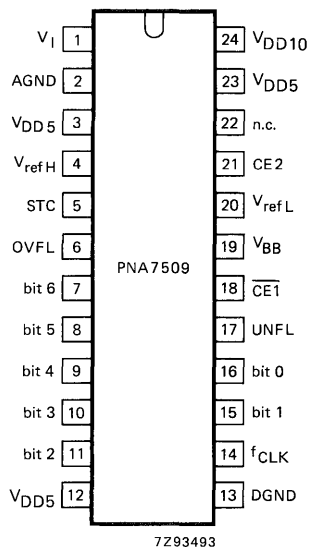 V_I 1 24 V_DD10
AGND 2 23 V_DD5
V_DD5 3 22 n.c.
V_refH 4 21 CE2
STC 5 20 V_refL
OVFL 6 19 V_BB
PNA7509
bit 6 7 18 C̅E̅1̅
bit 5 8 17 UNFL
bit 4 9 16 bit 0
bit 3 10 15 bit 1
bit 2 11 14 f_CLK
V_DD5 12 13 DGND
7Z93493